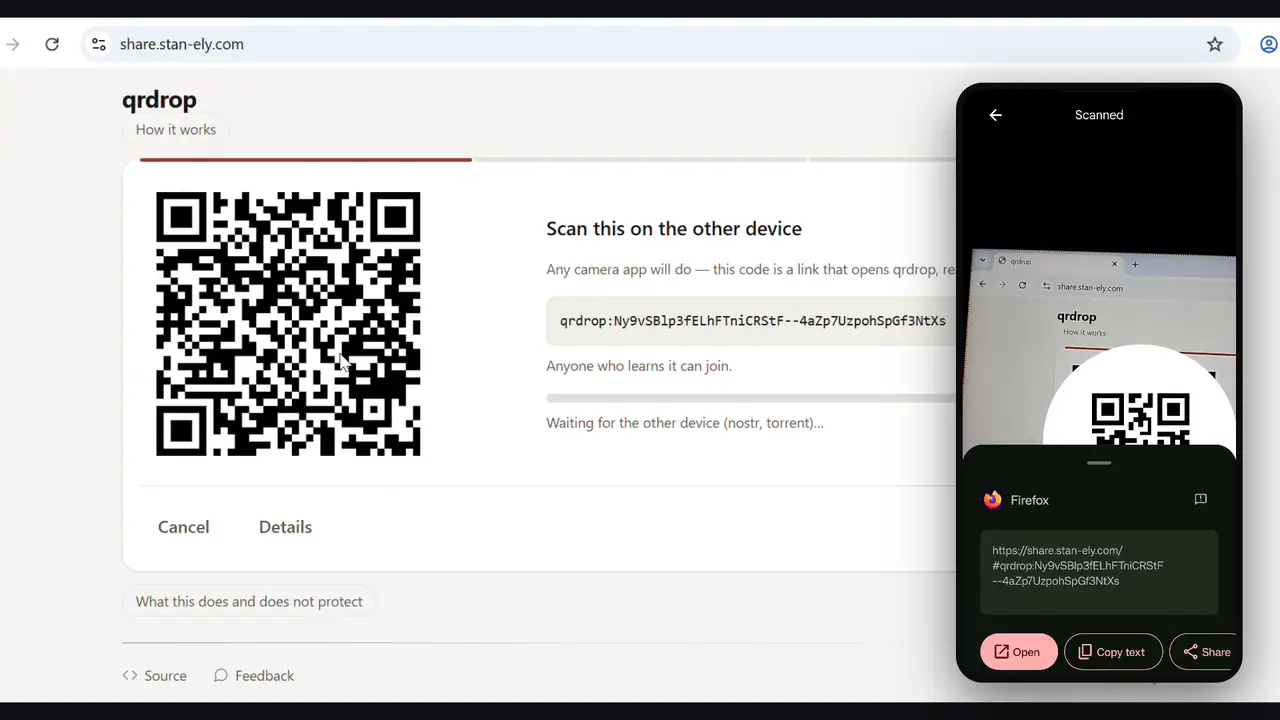 share.stan-ely.com
qrdrop
How it works
Scan this on the other device
Any camera app will do — this code is a link that opens qrdrop, re
qrdrop:Ny9vSBlp3fELhFTniCRStF--4aZp7UzpohSpGf3NtXs
Anyone who learns it can join.
Waiting for the other device (nostr, torrent)...
Cancel
Details
What this does and does not protect
Source
Feedback
Scanned
qrdrop
share.stan-ely.com
qrdrop
How it works
Firefox
https://share.stan-ely.com/
#qrdrop:Ny9vSBlp3fELhFTniCRStF
--4aZp7UzpohSpGf3NtXs
Open
Copy text
Share